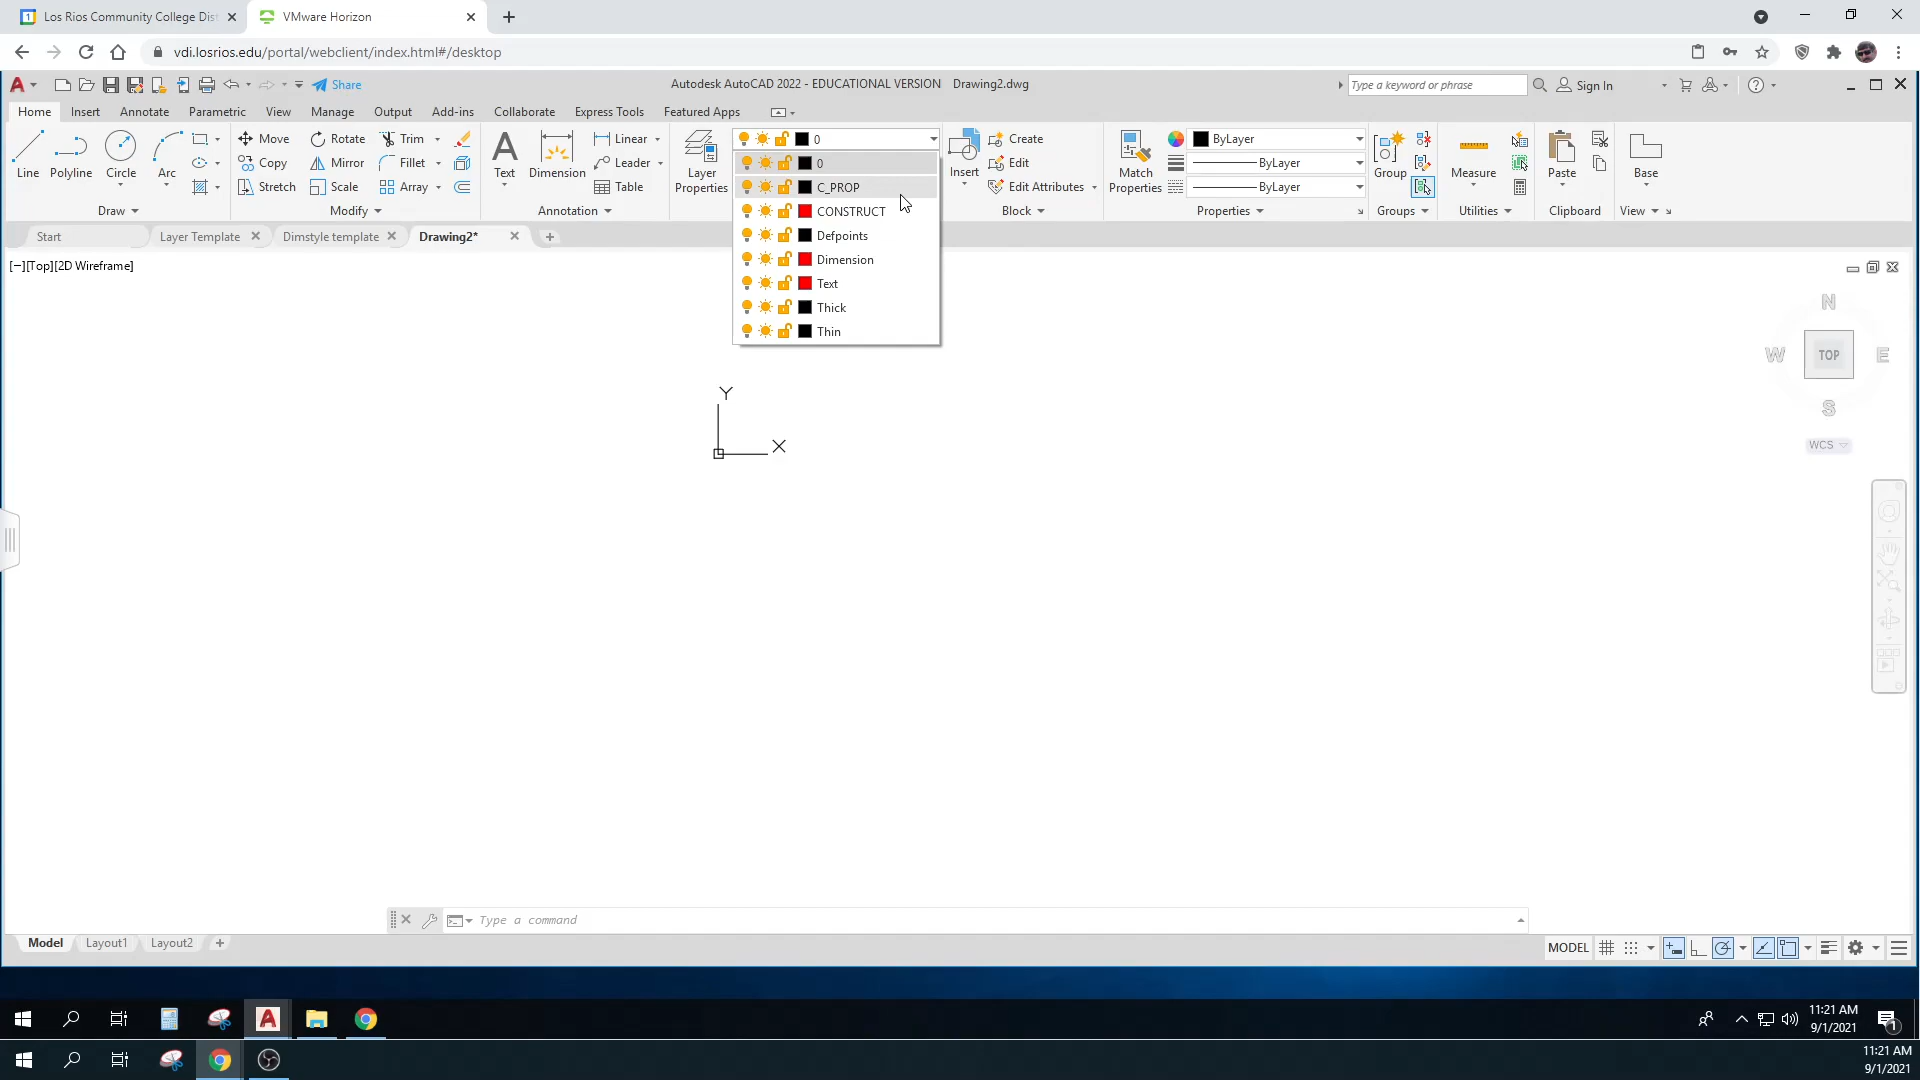 Los Rios Community College Dist
VMware Horizon
vdi.losrios.edu/portal/webclient/index.html#/desktop
Share
Autodesk AutoCAD 2022 - EDUCATIONAL VERSION Drawing2.dwg
Type a keyword or phrase
Sign In
Home Insert Annotate Parametric View Manage Output Add-ins Collaborate Express Tools Featured Apps
Line
Polyline
Circle
Arc
Draw
Move
Rotate
Trim
Copy
Mirror
Fillet
Stretch
Scale
Array
Modify
Text
Dimension
Linear
Leader
Table
Annotation
Layer
Properties
0
0
C_PROP
CONSTRUCT
Defpoints
Dimension
Text
Thick
Thin
Insert
Create
Edit
Edit Attributes
Block
Match
Properties
ByLayer
ByLayer
ByLayer
Properties
Group
Groups
Measure
Utilities
Paste
Clipboard
Base
View
Start
Layer Template
Dimstyle template
Drawing2*
[−][Top][2D Wireframe]
N
W
TOP
E
S
WCS
Y
X
Type a command
Model
Layout1
Layout2
MODEL
11:21 AM
9/1/2021
1
11:21 AM
9/1/2021